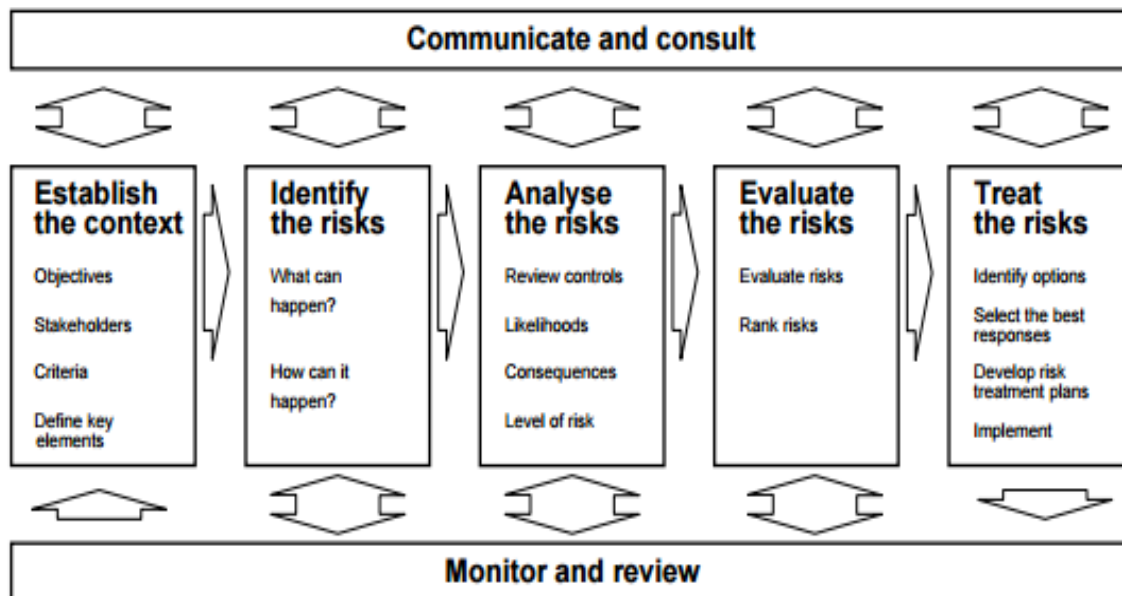 Communicate and consult
Establish
the context
Objectives
Stakeholders
Criteria
Define key
elements
Identify
the risks
What can
happen?
How can it
happen?
Analyse
the risks
Review controls
Likelihoods
Consequences
Level of risk
Evaluate
the risks
Evaluate risks
Rank risks
Treat
the risks
Identify options
Select the best
responses
Develop risk
treatment plans
Implement
Monitor and review